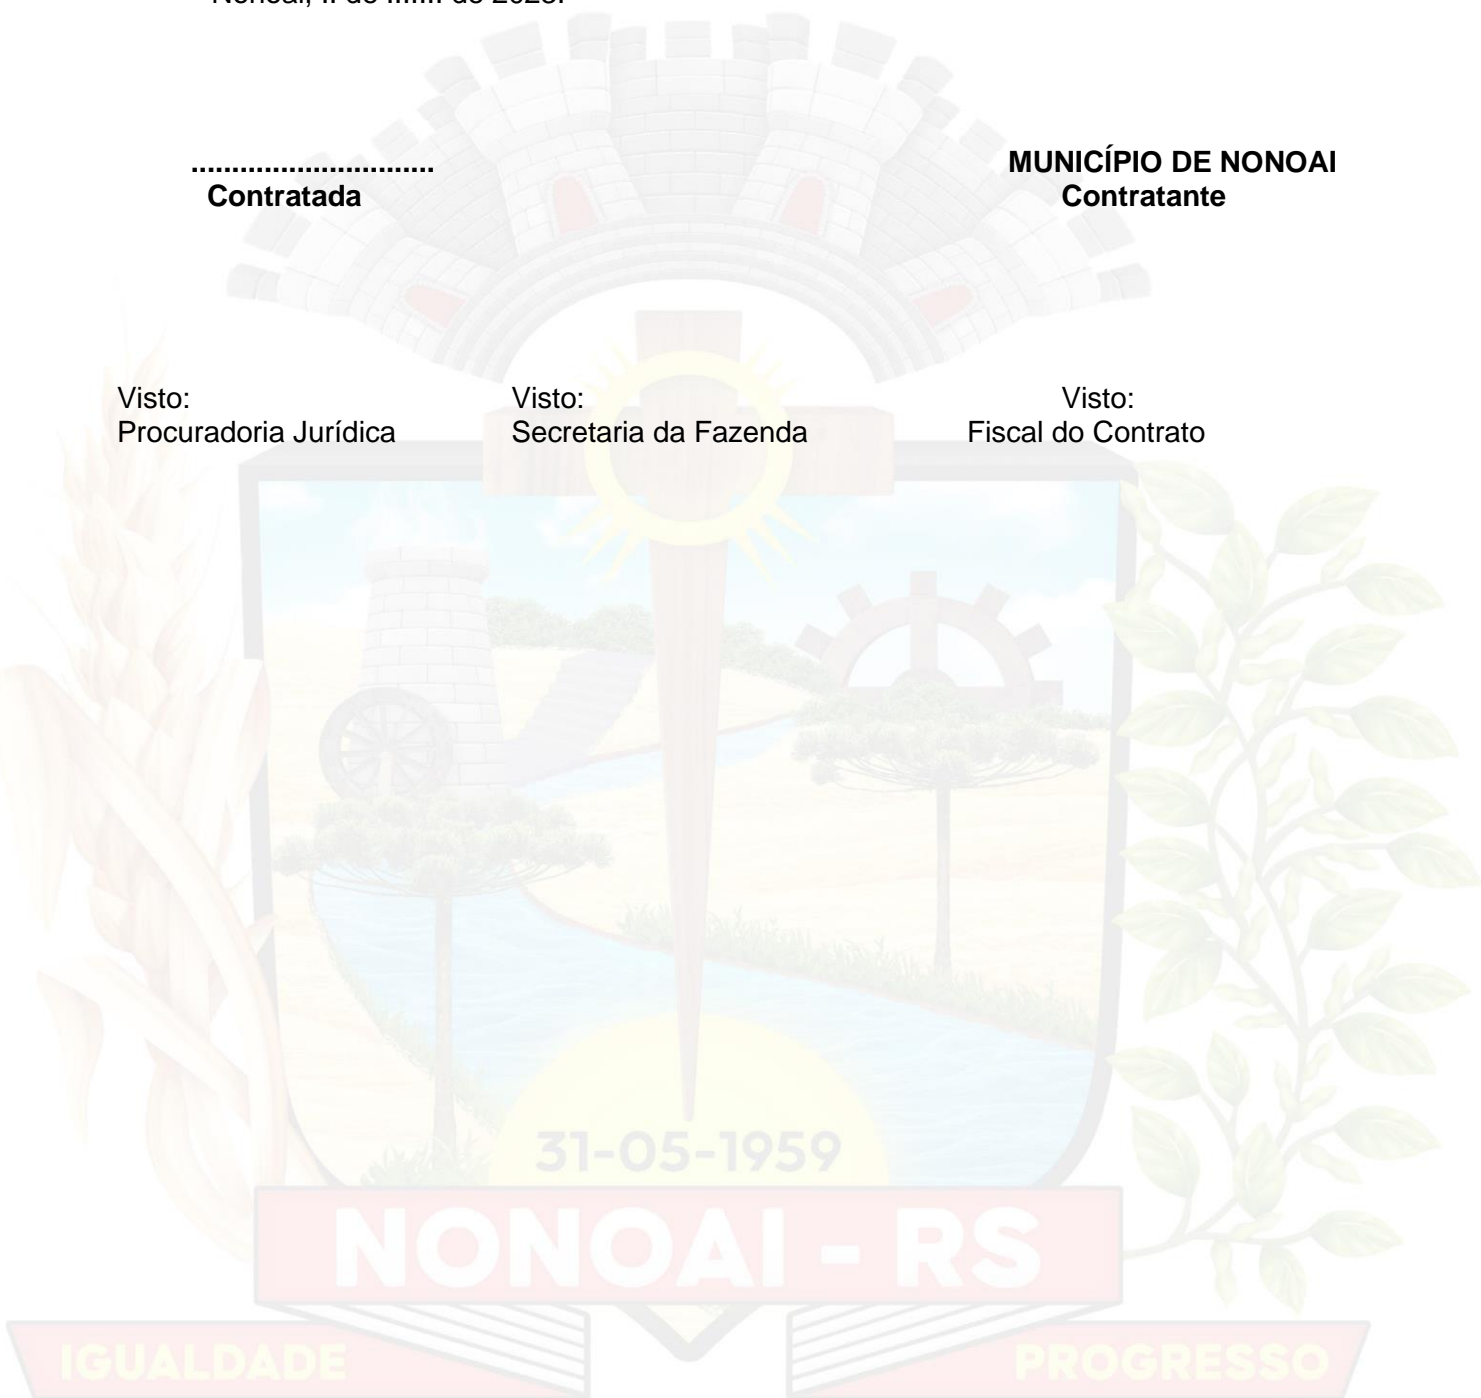 Nonoai, .. de ....... de 2023.
..............................
MUNICÍPIO DE NONOAI
Contratada
Contratante
Visto:
Visto:
Visto:
Procuradoria Jurídica
Secretaria da Fazenda
Fiscal do Contrato
31-05-1959
NONOAI - RS
IGUALDADE
PROGRESSO